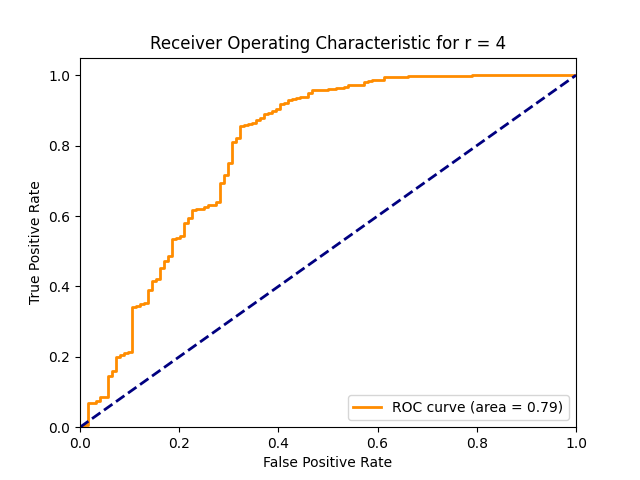 Receiver Operating Characteristic for r = 4
1.0
0.8
0.6
0.4
0.2
0.0
True Positive Rate
ROC curve (area = 0.79)
0.0 0.2 0.4 0.6 0.8 1.0
False Positive Rate